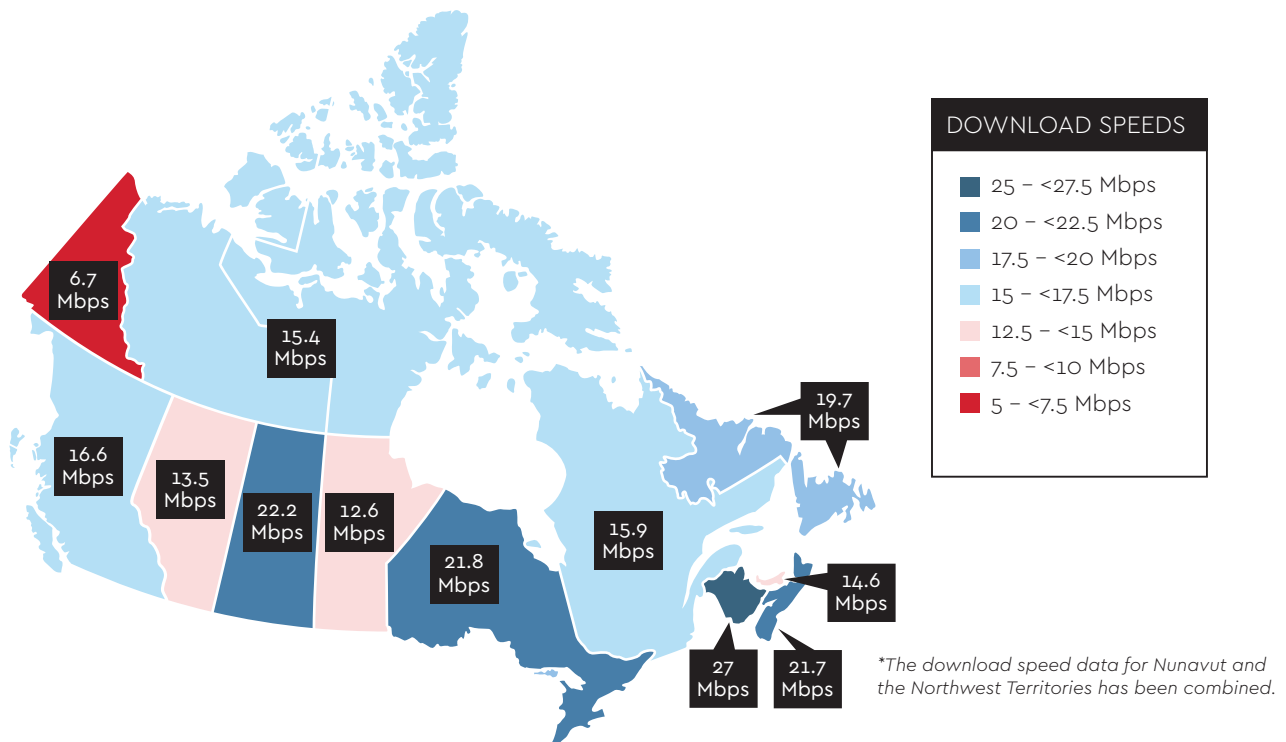 DOWNLOAD SPEEDS
25 – <27.5 Mbps
20 – <22.5 Mbps
17.5 – <20 Mbps
15 – <17.5 Mbps
12.5 – <15 Mbps
7.5 – <10 Mbps
5 – <7.5 Mbps
6.7
Mbps
15.4
Mbps
19.7
Mbps
16.6
Mbps
13.5
Mbps
22.2
Mbps
12.6
Mbps
21.8
Mbps
15.9
Mbps
14.6
Mbps
27
Mbps
21.7
Mbps
*The download speed data for Nunavut and
the Northwest Territories has been combined.